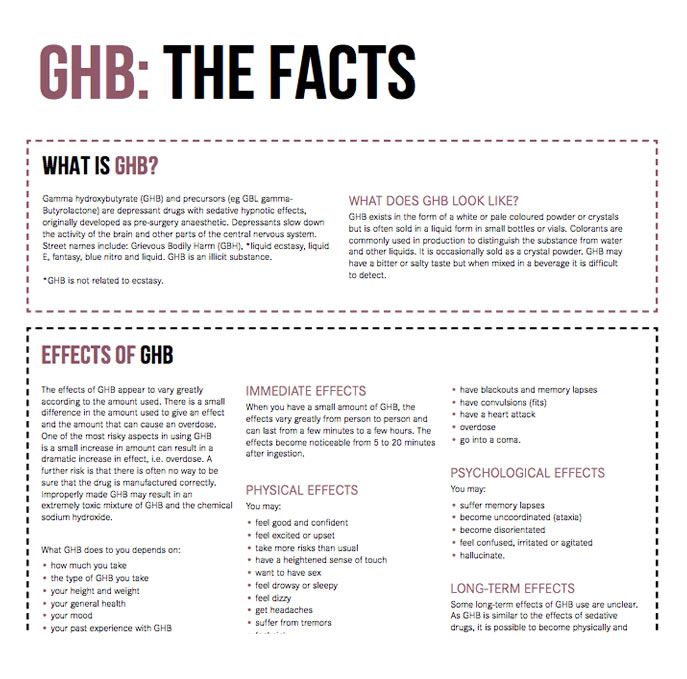 GHB: THE FACTS
WHAT IS GHB?
Gamma hydroxybutyrate (GHB) and precursors (eg GBL gamma-
Butyrolactone) are depressant drugs with sedative hypnotic effects,
originally developed as pre-surgery anaesthetic. Depressants slow down
the activity of the brain and other parts of the central nervous system.
Street names include: Grievous Bodily Harm (GBH), *liquid ecstasy, liquid
E, fantasy, blue nitro and liquid. GHB is an illicit substance.
*GHB is not related to ecstasy.
WHAT DOES GHB LOOK LIKE?
GHB exists in the form of a white or pale coloured powder or crystals
but is often sold in a liquid form in small bottles or vials. Colorants are
commonly used in production to distinguish the substance from water
and other liquids. It is occasionally sold as a crystal powder. GHB may
have a bitter or salty taste but when mixed in a beverage it is difficult
to detect.
EFFECTS OF GHB
The effects of GHB appear to vary greatly
according to the amount used. There is a small
difference in the amount used to give an effect
and the amount that can cause an overdose.
One of the most risky aspects in using GHB
is a small increase in amount can result in a
dramatic increase in effect, i.e. overdose. A
further risk is that there is often no way to be
sure that the drug is manufactured correctly.
Improperly made GHB may result in an
extremely toxic mixture of GHB and the chemical
sodium hydroxide.
What GHB does to you depends on:
• how much you take
• the type of GHB you take
• your height and weight
• your general health
• your mood
• your past experience with GHB
IMMEDIATE EFFECTS
When you have a small amount of GHB, the
effects vary greatly from person to person and
can last from a few minutes to a few hours. The
effects become noticeable from 5 to 20 minutes
after ingestion.
PHYSICAL EFFECTS
You may:
• feel good and confident
• feel excited or upset
• take more risks than usual
• have a heightened sense of touch
• want to have sex
• feel drowsy or sleepy
• feel dizzy
• get headaches
• suffer from tremors
• have blackouts and memory lapses
• have convulsions (fits)
• have a heart attack
• overdose
• go into a coma.
PSYCHOLOGICAL EFFECTS
You may:
• suffer memory lapses
• become uncoordinated (ataxia)
• become disorientated
• feel confused, irritated or agitated
• hallucinate.
LONG-TERM EFFECTS
Some long-term effects of GHB use are unclear.
As GHB is similar to the effects of sedative
drugs, it is possible to become physically and